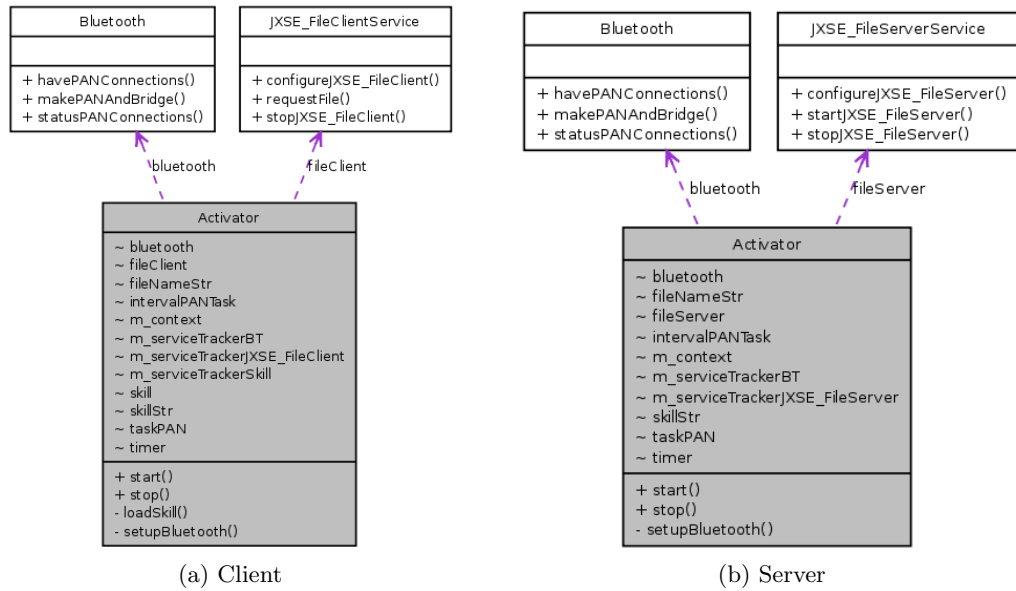 Bluetooth
+ havePANConnections()
+ makePANAndBridge()
+ statusPANConnections()
JXSE_FileClientService
+ configureJXSE_FileClient()
+ requestFile()
+ stopJXSE_FileClient()
bluetooth
fileClient
Activator
~ bluetooth
~ fileClient
~ fileNameStr
~ intervalPANTask
~ m_context
~ m_serviceTrackerBT
~ m_serviceTrackerJXSE_FileClient
~ m_serviceTrackerSkill
~ skill
~ skillStr
~ taskPAN
~ timer
+ start()
+ stop()
- loadSkill()
- setupBluetooth()
(a) Client
Bluetooth
+ havePANConnections()
+ makePANAndBridge()
+ statusPANConnections()
JXSE_FileServerService
+ configureJXSE_FileServer()
+ startJXSE_FileServer()
+ stopJXSE_FileServer()
bluetooth
fileServer
Activator
~ bluetooth
~ fileNameStr
~ fileServer
~ intervalPANTask
~ m_context
~ m_serviceTrackerBT
~ m_serviceTrackerJXSE_FileServer
~ skillStr
~ taskPAN
~ timer
+ start()
+ stop()
- setupBluetooth()
(b) Server